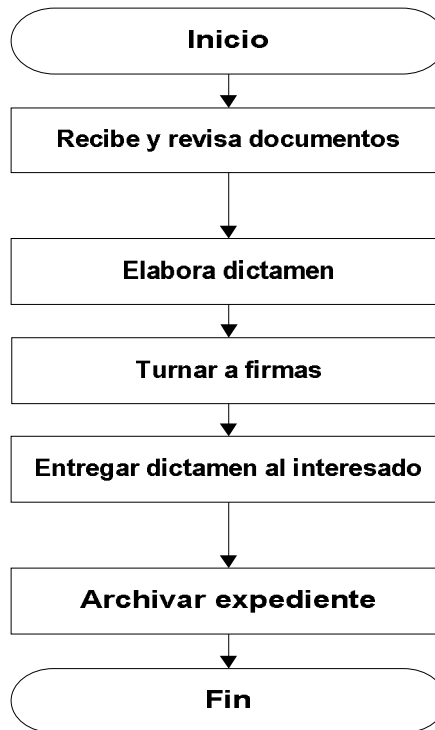 Inicio
Recibe y revisa documentos
Elabora dictamen
Turnar a firmas
Entregar dictamen al interesado
Archivar expediente
Fin